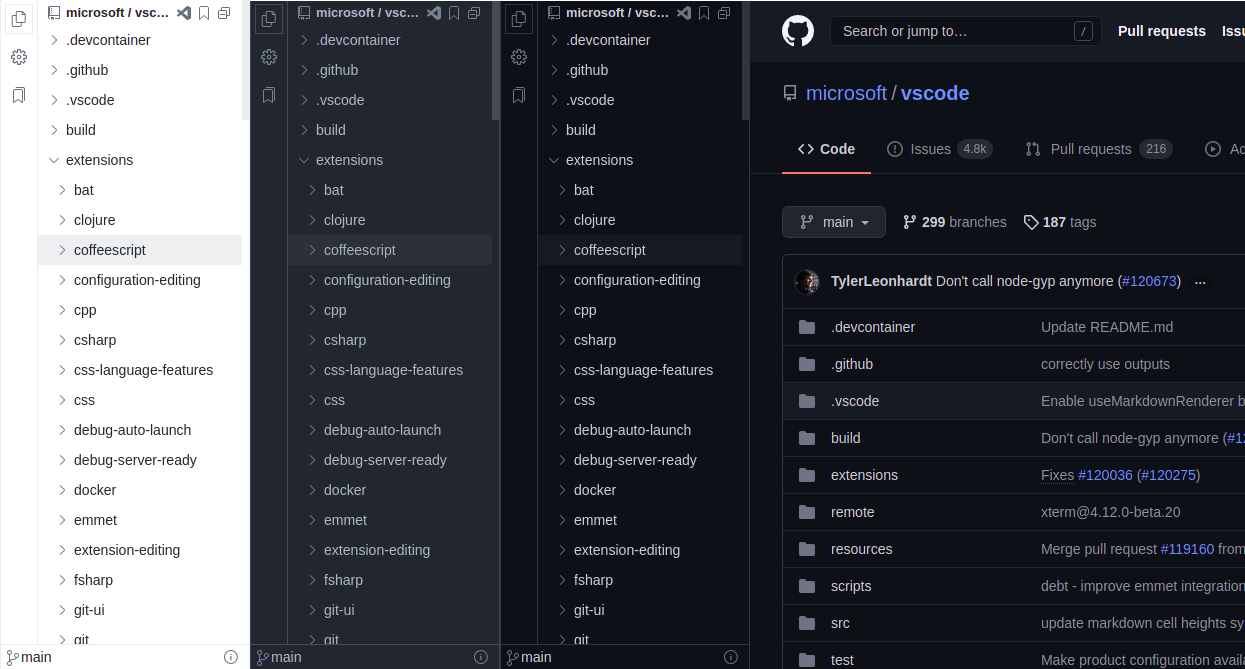 microsoft / vsc...
.devcontainer
.github
.vscode
build
extensions
bat
clojure
coffeescript
configuration-editing
cpp
csharp
css-language-features
css
debug-auto-launch
debug-server-ready
docker
emmet
extension-editing
fsharp
git-ui
git
main
microsoft / vsc...
.devcontainer
.github
.vscode
build
extensions
bat
clojure
coffeescript
configuration-editing
cpp
csharp
css-language-features
css
debug-auto-launch
debug-server-ready
docker
emmet
extension-editing
fsharp
git-ui
git
main
microsoft / vsc...
.devcontainer
.github
.vscode
build
extensions
bat
clojure
coffeescript
configuration-editing
cpp
csharp
css-language-features
css
debug-auto-launch
debug-server-ready
docker
emmet
extension-editing
fsharp
git-ui
git
main
Search or jump to… / Pull requests
microsoft / vscode
Code Issues 4.8k Pull requests 216
main 299 branches 187 tags
TylerLeonhardt Don't call node-gyp anymore (#120673) …
.devcontainer Update README.md
.github correctly use outputs
.vscode Enable useMarkdownRenderer
build Don't call node-gyp anymore
extensions Fixes #120036 (#120275)
remote xterm@4.12.0-beta.20
resources Merge pull request #119160 from
scripts debt - improve emmet integration
src update markdown cell heights
test Make product configuration